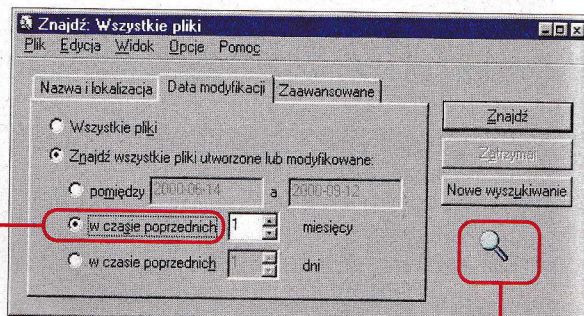 Znajdź: Wszystkie pliki
Plik Edycja Widok Opcje Pomoc
Nazwa i lokalizacja Data modyfikacji Zaawansowane
Wszystkie pliki
Znajdź wszystkie pliki utworzone lub modyfikowane:
pomiędzy 2000-06-14 a 2000-09-12
w czasie poprzednich 1 miesięcy
w czasie poprzednich 1 dni
Znajdź
Zatrzymaj
Nowe wyszukiwanie